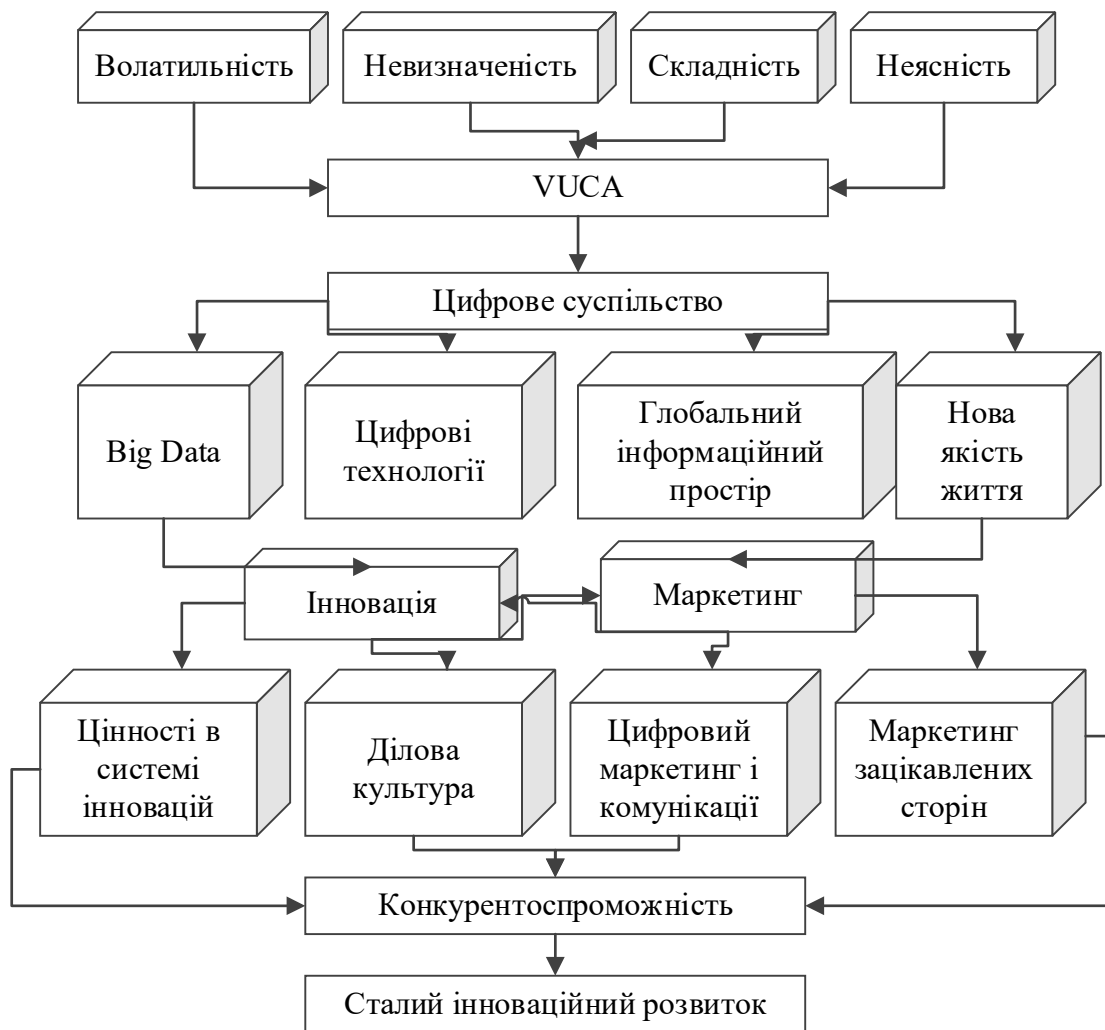 Волатильність
Невизначеність
Складність
Неясність
VUCA
Цифрове суспільство
Big Data
Цифрові
технології
Глобальний
інформаційний
простір
Нова
якість
життя
Інновація
Маркетинг
Цінності в
системі
інновацій
Ділова
культура
Цифровий
маркетинг і
комунікації
Маркетинг
зацікавлених
сторін
Конкурентоспроможність
Сталий інноваційний розвиток